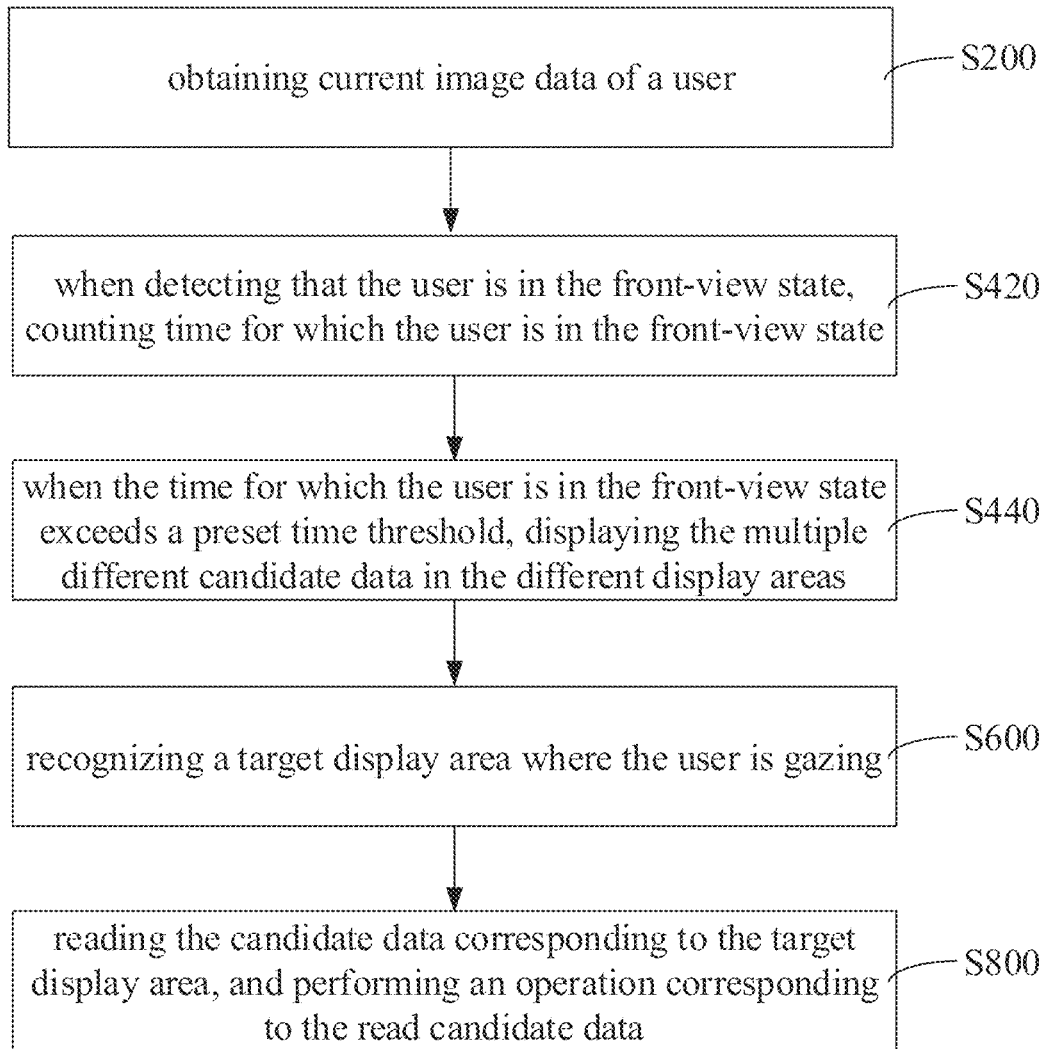 obtaining current image data of a user
S200
when detecting that the user is in the front-view state,
counting time for which the user is in the front-view state
S420
when the time for which the user is in the front-view state
exceeds a preset time threshold, displaying the multiple
different candidate data in the different display areas
S440
recognizing a target display area where the user is gazing
S600
reading the candidate data corresponding to the target
display area, and performing an operation corresponding
to the read candidate data
S800